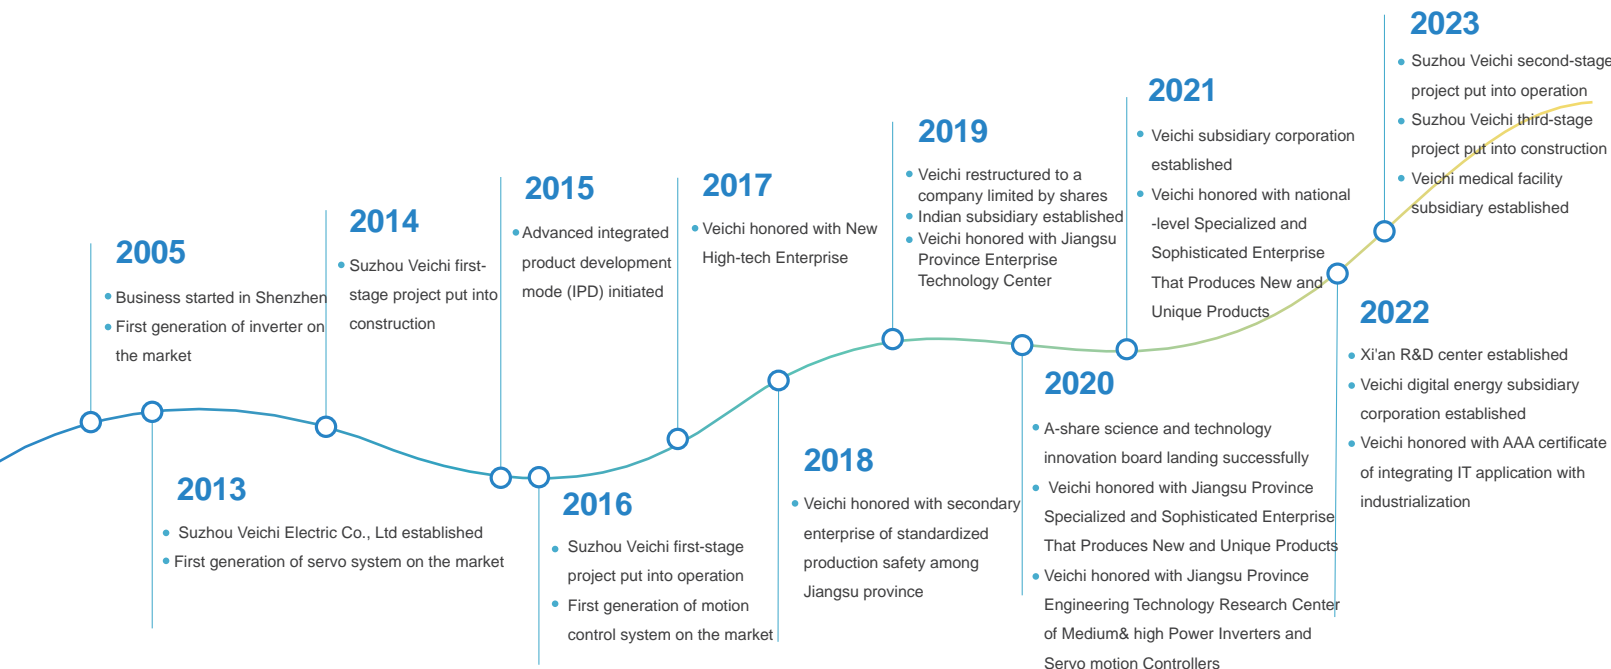 2005
Business started in Shenzhen
First generation of inverter on
the market
2013
Suzhou Veichi Electric Co., Ltd established
First generation of servo system on the market
2014
Suzhou Veichi first-
stage project put into
construction
2015
Advanced integrated
product development
mode (IPD) initiated
2016
Suzhou Veichi first-stage
project put into operation
First generation of motion
control system on the market
2017
Veichi honored with New
High-tech Enterprise
2018
Veichi honored with secondary
enterprise of standardized
production safety among
Jiangsu province
2019
Veichi restructured to a
company limited by shares
Indian subsidiary established
Veichi honored with Jiangsu
Province Enterprise
Technology Center
2020
A-share science and technology
innovation board landing successfully
Veichi honored with Jiangsu Province
Specialized and Sophisticated Enterprise
That Produces New and Unique Products
Veichi honored with Jiangsu Province
Engineering Technology Research Center
of Medium& high Power Inverters and
Servo motion Controllers
2021
Veichi subsidiary corporation
established
Veichi honored with national
-level Specialized and
Sophisticated Enterprise
That Produces New and
Unique Products
2022
Xi'an R&D center established
Veichi digital energy subsidiary
corporation established
Veichi honored with AAA certificate
of integrating IT application with
industrialization
2023
Suzhou Veichi second-stage
project put into operation
Suzhou Veichi third-stage
project put into construction
Veichi medical facility
subsidiary established